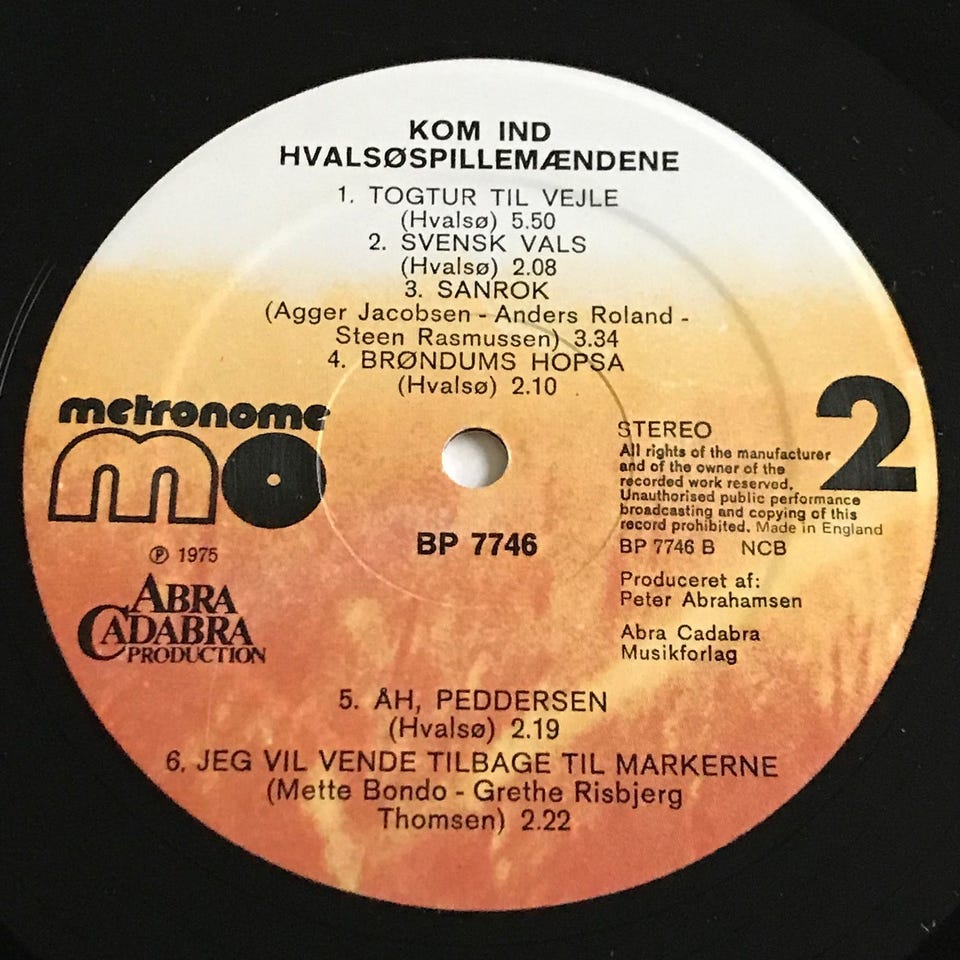 KOM IND
HVALSØSPILLEMÆNDENE
1. TOGTUR TIL VEJLE
(Hvalsø) 5.50
2. SVENSK VALS
(Hvalsø) 2.08
3. SANROK
(Agger Jacobsen - Anders Roland -
Steen Rasmussen) 3.34
4. BRØNDUMS HOPSA
(Hvalsø) 2.10
metronome
mo
℗ 1975
ABRA
CADABRA
PRODUCTION
BP 7746
2
STEREO
All rights of the manufacturer
and of the owner of the
recorded work reserved.
Unauthorised public performance
broadcasting and copying of this
record prohibited. Made in England
BP 7746 B NCB
Produceret af:
Peter Abrahamsen
Abra Cadabra
Musikforlag
5. ÅH, PEDDERSEN
(Hvalsø) 2.19
6. JEG VIL VENDE TILBAGE TIL MARKERNE
(Mette Bondo - Grethe Risbjerg
Thomsen) 2.22